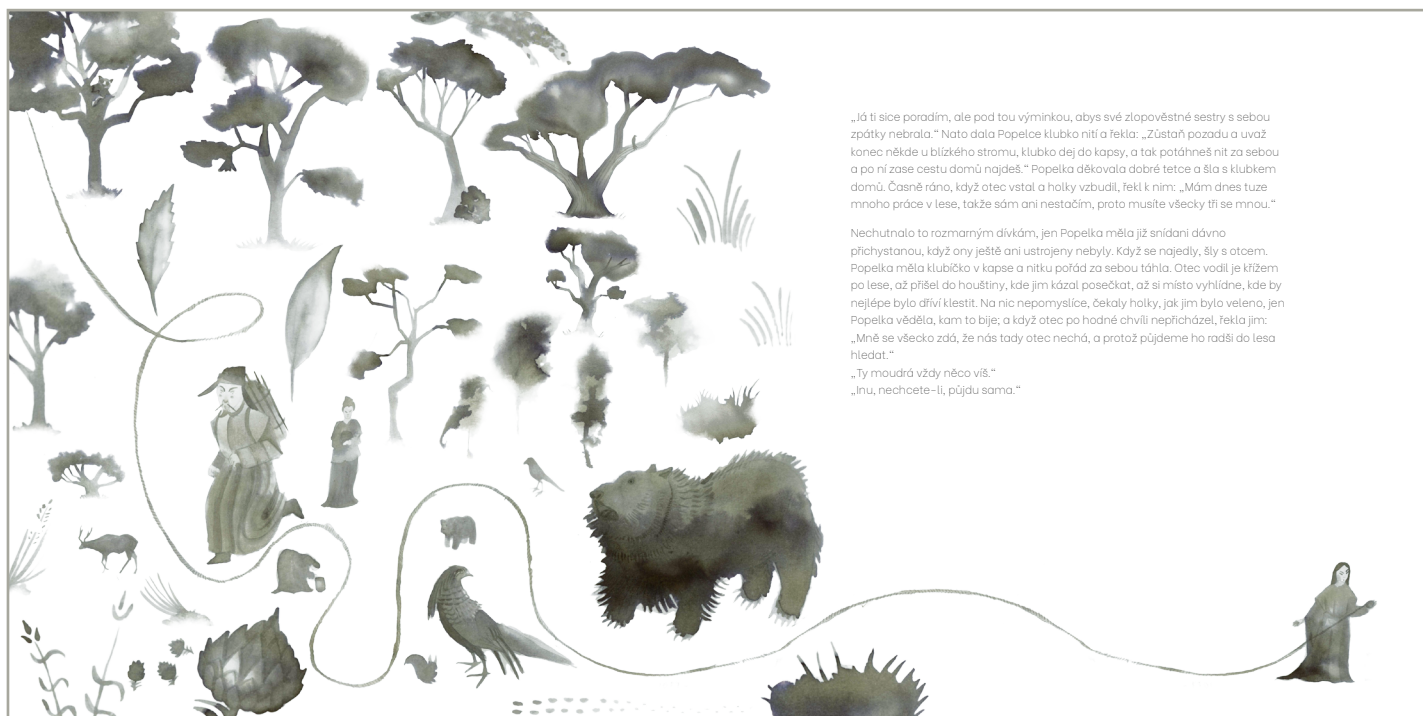 „Já ti sice poradím, ale pod tou výminkou, abys své zlopověstné sestry s sebou
zpátky nebrala.“ Nato dala Popelce klubko nití a řekla: „Zůstaň pozadu a uvaž
konec někde u blízkého stromu, klubko dej do kapsy, a tak potáhneš nit za sebou
a po ní zase cestu domů najdeš.“ Popelka děkovala dobré tetce a šla s klubkem
domů. Časně ráno, když otec vstal a holky vzbudil, řekl k nim: „Mám dnes tuze
mnoho práce v lese, takže sám ani nestačím, proto musíte všecky tři se mnou.“
Nechutnalo to rozmarným dívkám, jen Popelka měla již snídani dávno
přichystanou, když ony ještě ani ustrojeny nebyly. Když se najedly, šly s otcem.
Popelka měla klubíčko v kapse a nitku pořád za sebou táhla. Otec vodil je křížem
po lese, až přišel do houštiny, kde jim kázal posečkat, až si místo vyhlídne, kde by
nejlépe bylo dříví klestit. Na nic nepomyslíce, čekaly holky, jak jim bylo veleno, jen
Popelka věděla, kam to bije; a když otec po hodné chvíli nepřicházel, řekla jim:
„Mně se všecko zdá, že nás tady otec nechá, a protož půjdeme ho radši do lesa
hledat.“
„Ty moudrá vždy něco víš.“
„Inu, nechcete-li, půjdu sama.“